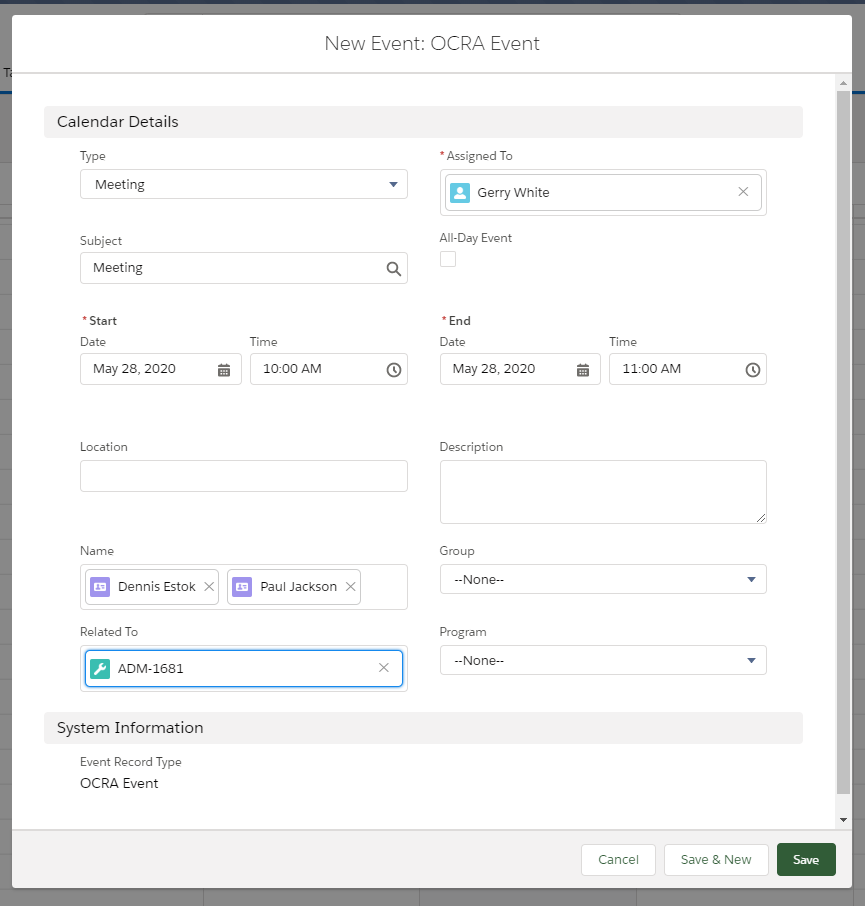 New Event: OCRA Event
Ta
Calendar Details
Type
Meeting
*Assigned To
Gerry White
Subject
Meeting
All-Day Event
*Start
Date
May 28, 2020
Time
10:00 AM
*End
Date
May 28, 2020
Time
11:00 AM
Location
Description
Name
Dennis Estok
Paul Jackson
Group
--None--
Related To
ADM-1681
Program
--None--
System Information
Event Record Type
OCRA Event
Cancel
Save & New
Save